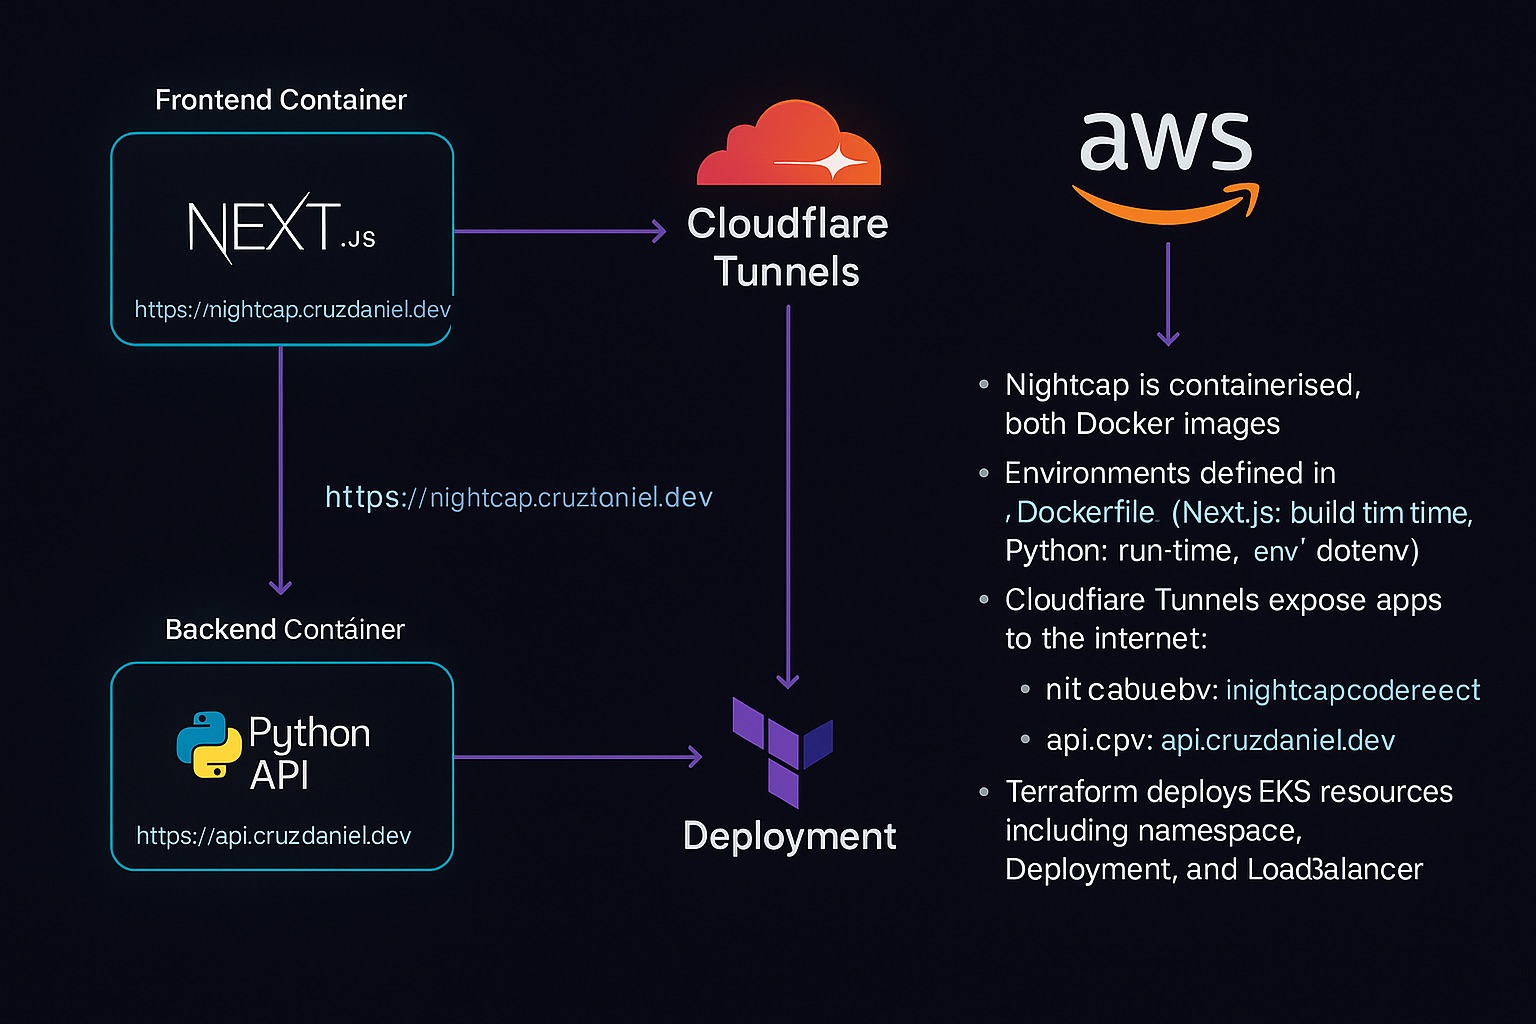 Frontend Container
NEXT.Js
https://nightcap.cruzdaniel.dev
https://nightcap.cruztoniel.dev
Backend Contáiner
Python
API
https://api.cruzdaniel.dev
Cloudflare
Tunnels
Deployment
aws
• Nightcap is containerised,
both Docker images
• Environments defined in
, Dockerfile. (Next.js: build tim time,
Python: run-time, env' dotenv)
• Cloudfiare Tunnels expose apps
to the internet:
• nit cabuebv: inightcapcodereect
• api.cpv: api.cruzdaniel.dev
• Terraform deploys EKS resources
including namespace,
Deployment, and Load3alancer